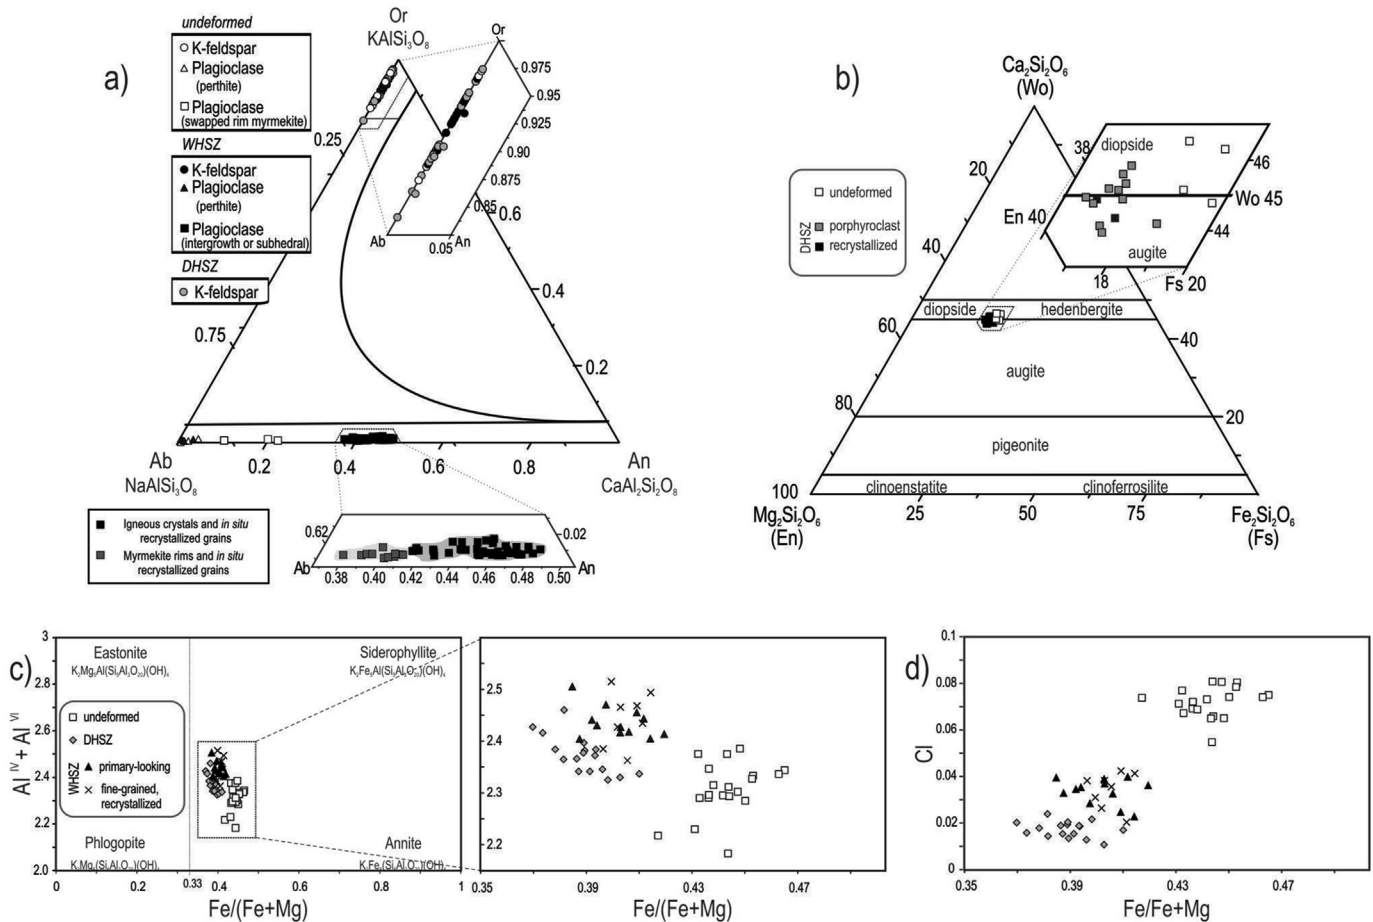 a)
undeformed
K-feldspar
Plagioclase
(perthite)
Plagioclase
(swapped rim myrmekite)
WHSZ
K-feldspar
Plagioclase
(perthite)
Plagioclase
(intergrowth or subhedral)
DHSZ
K-feldspar
Or
KAlSi₃O₈
Or
0.975
0.95
0.925
0.90
0.875
0.85
Ab
0.05
An
0.25
0.75
0.6
0.4
0.2
Ab
NaAlSi₃O₈
0.2
0.4
0.6
0.8
An
CaAl₂Si₂O₈
Igneous crystals and in situ
recrystallized grains
Myrmekite rims and in situ
recrystallized grains
0.62
0.02
Ab
An
0.38
0.40
0.42
0.44
0.46
0.48
0.50
b)
Ca₂Si₂O₆
(Wo)
undeformed
DHSZ
porphyroclast
recrystallized
20
40
60
80
100
diopside
38
46
Wo 45
En 40
44
augite
18
Fs 20
diopside
hedenbergite
40
augite
20
pigeonite
clinoenstatite
clinoferrosilite
Mg₂Si₂O₆
(En)
25
50
75
Fe₂Si₂O₆
(Fs)
c)
Al ᴵⱽ + Al ⱽᴵ
3
2.8
2.6
2.4
2.2
2.0
Eastonite
Siderophyllite
undeformed
DHSZ
WHSZ
primary-looking
fine-grained,
recrystallized
Phlogopite
Annite
0
0.2
0.33
0.4
0.6
0.8
1
Fe/(Fe+Mg)
2.5
2.4
2.3
2.2
0.35
0.39
0.43
0.47
Fe/(Fe+Mg)
d)
Cl
0.1
0.08
0.06
0.04
0.02
0
0.35
0.39
0.43
0.47
Fe/Fe+Mg